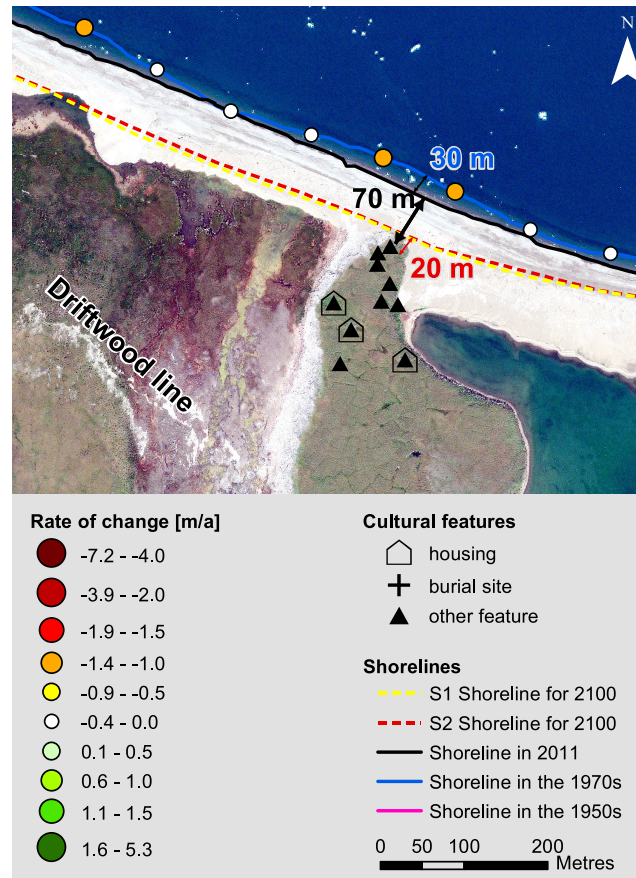 N
30 m
70 m
20 m
Driftwood line
Rate of change [m/a]
-7.2 - -4.0
-3.9 - -2.0
-1.9 - -1.5
-1.4 - -1.0
-0.9 - -0.5
-0.4 - 0.0
0.1 - 0.5
0.6 - 1.0
1.1 - 1.5
1.6 - 5.3
Cultural features
housing
burial site
other feature
Shorelines
S1 Shoreline for 2100
S2 Shoreline for 2100
Shoreline in 2011
Shoreline in the 1970s
Shoreline in the 1950s
0 50 100 200
Metres